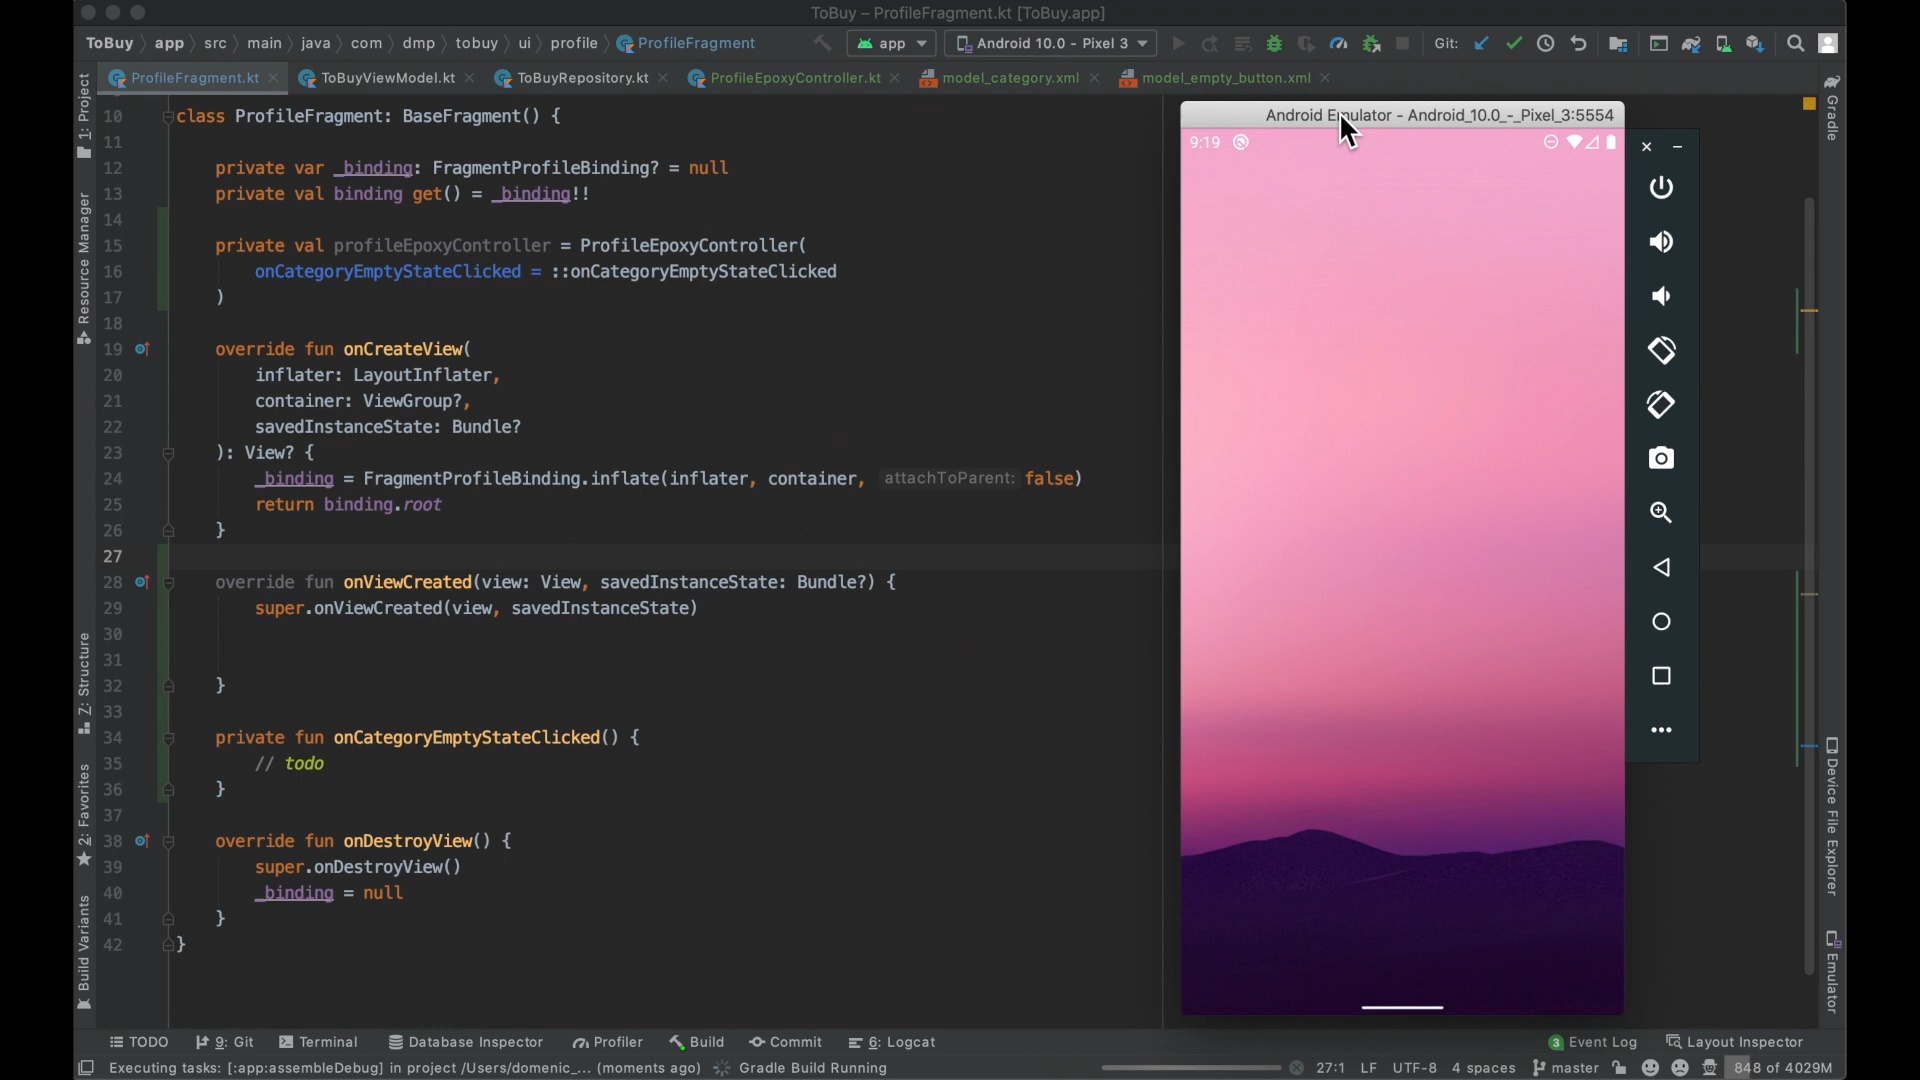 ToBuy – ProfileFragment.kt [ToBuy.app]
ToBuy app src main java com dmp tobuy ui profile ProfileFragment app Android 10.0 - Pixel 3 Git:
ProfileFragment.kt ToBuyViewModel.kt ToBuyRepository.kt ProfileEpoxyController.kt model_category.xml model_empty_button.xml
1: Project
Resource Manager
Z: Structure
2: Favorites
Build Variants
10 class ProfileFragment: BaseFragment() {
11
12 private var _binding: FragmentProfileBinding? = null
13 private val binding get() = _binding!!
14
15 private val profileEpoxyController = ProfileEpoxyController(
16 onCategoryEmptyStateClicked = ::onCategoryEmptyStateClicked
17 )
18
19 override fun onCreateView(
20 inflater: LayoutInflater,
21 container: ViewGroup?,
22 savedInstanceState: Bundle?
23 ): View? {
24 _binding = FragmentProfileBinding.inflate(inflater, container, attachToParent: false)
25 return binding.root
26 }
27
28 override fun onViewCreated(view: View, savedInstanceState: Bundle?) {
29 super.onViewCreated(view, savedInstanceState)
30
31
32 }
33
34 private fun onCategoryEmptyStateClicked() {
35 // todo
36 }
37
38 override fun onDestroyView() {
39 super.onDestroyView()
40 _binding = null
41 }
42 }
Android Emulator - Android_10.0_-_Pixel_3:5554
9:19
Gradle
Device File Explorer
Emulator
TODO 9: Git Terminal Database Inspector Profiler Build Commit 6: Logcat 3 Event Log Layout Inspector
Executing tasks: [:app:assembleDebug] in project /Users/domenic_... (moments ago) Gradle Build Running 27:1 LF UTF-8 4 spaces master 848 of 4029M